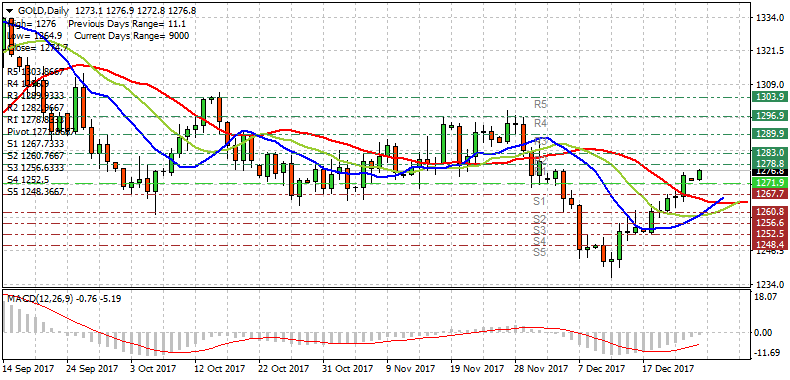 GOLD,Daily 1273.1 1276.9 1272.8 1276.8
High= 1276 Previous Days Range= 11.1
Low= 1264.9 Current Days Range= 9000
Close= 1274.7
R5 1303.8667
R4
R3 1289.9333
R2 1282.9667
R1
Pivot
S1 1267.7333
S2 1260.7667
S3 1256.6333
S4 1252.5
S5 1248.3667
R5
R4
S1
S2
S3
S4
S5
1334.0
1321.5
1309.0
1303.9
1296.9
1289.9
1283.0
1278.8
1276.8
1271.9
1267.7
1260.8
1256.6
1252.5
1248.4
1234.0
MACD(12,26,9) -0.76 -5.19
18.07
0.00
-11.69
14 Sep 2017
24 Sep 2017
3 Oct 2017
12 Oct 2017
22 Oct 2017
31 Oct 2017
9 Nov 2017
19 Nov 2017
28 Nov 2017
7 Dec 2017
17 Dec 2017